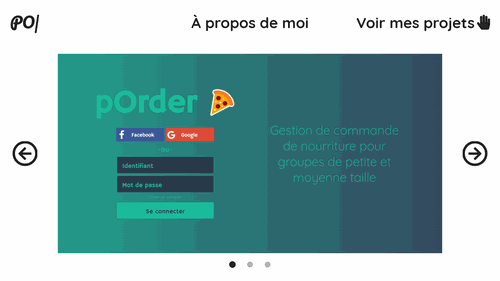 PO|
À propos de moi
Voir mes projets
pOrder
Facebook
Google
Identifiant
Mot de passe
Se connecter
Gestion de commande
de nourriture pour
groupes de petite et
moyenne taille